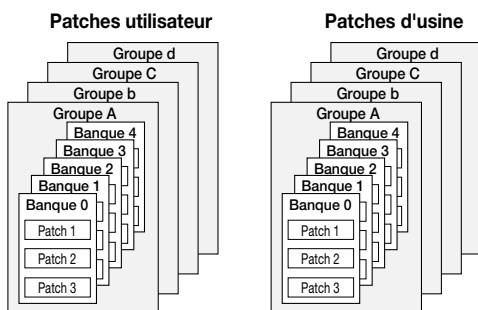 Patches utilisateur
Groupe d
Groupe C
Groupe b
Groupe A
Banque 4
Banque 3
Banque 2
Banque 1
Banque 0
Patch 1
Patch 2
Patch 3
Patches d'usine
Groupe d
Groupe C
Groupe b
Groupe A
Banque 4
Banque 3
Banque 2
Banque 1
Banque 0
Patch 1
Patch 2
Patch 3